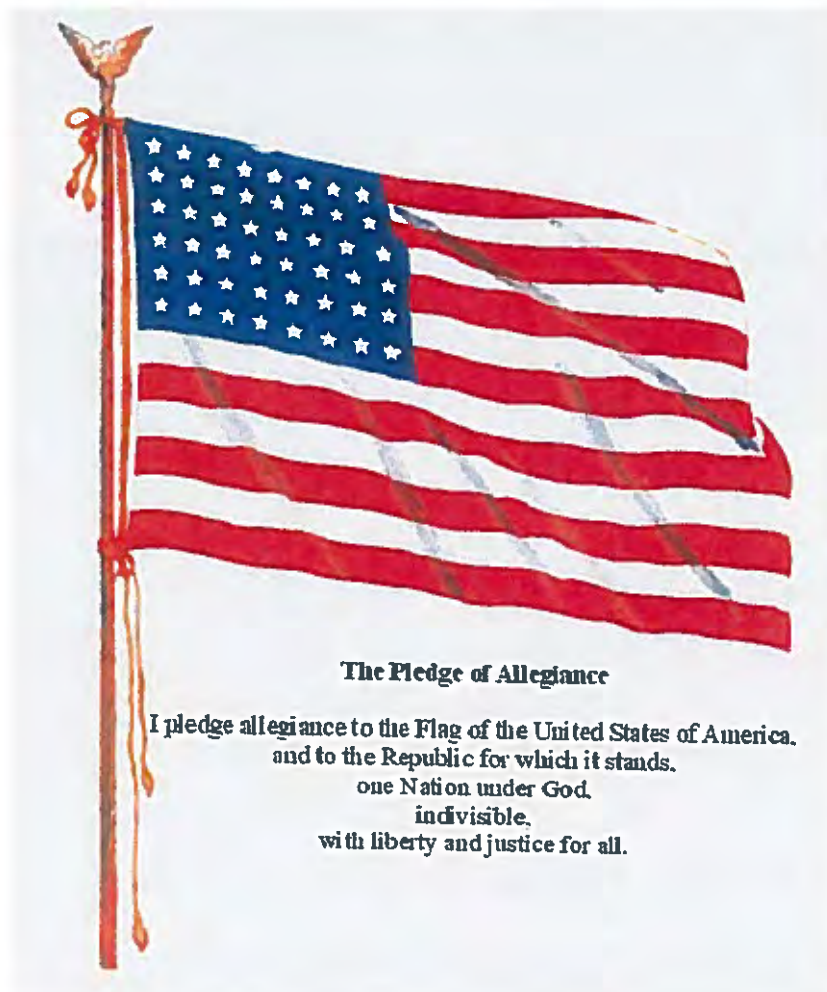 The Pledge of Allegiance
I pledge allegiance to the Flag of the United States of America.
and to the Republic for which it stands.
one Nation under God.
indivisible.
with liberty and justice for all.